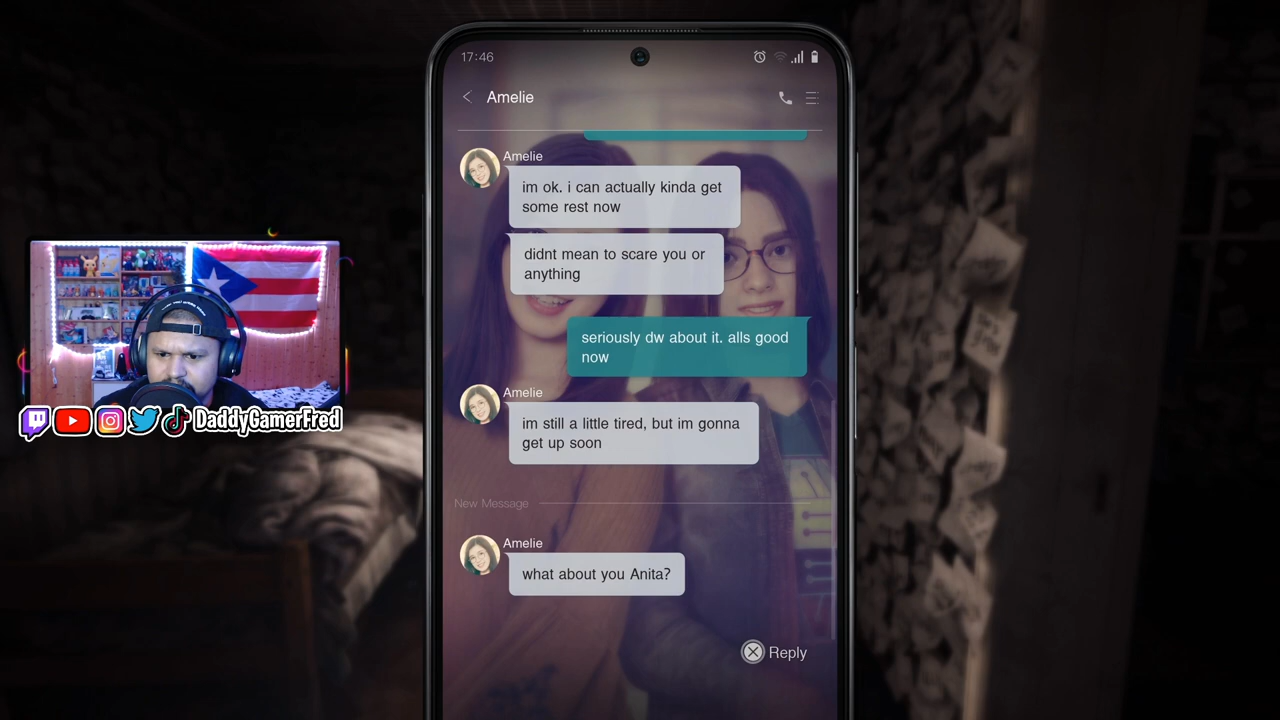 17:46
Amelie
Amelie
im ok. i can actually kinda get
some rest now
didnt mean to scare you or
anything
seriously dw about it. alls good
now
Amelie
im still a little tired, but im gonna
get up soon
New Message
Amelie
what about you Anita?
Reply
DaddyGamerFred